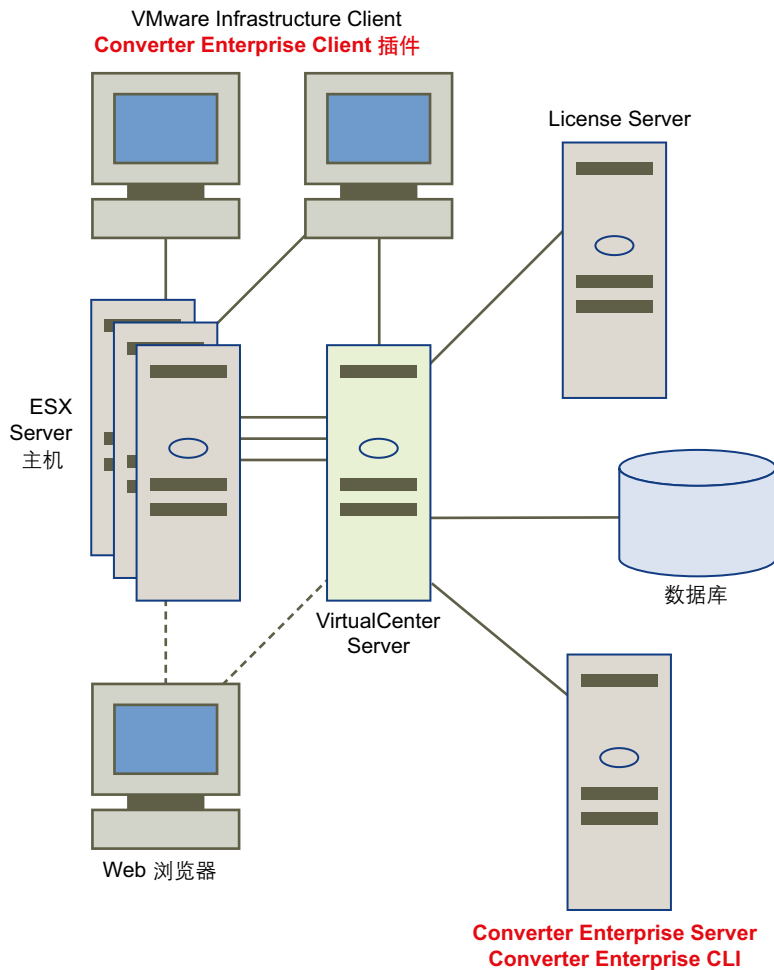 VMware Infrastructure Client
Converter Enterprise Client 插件
License Server
ESX
Server
主机
数据库
VirtualCenter
Server
Web 浏览器
Converter Enterprise Server
Converter Enterprise CLI